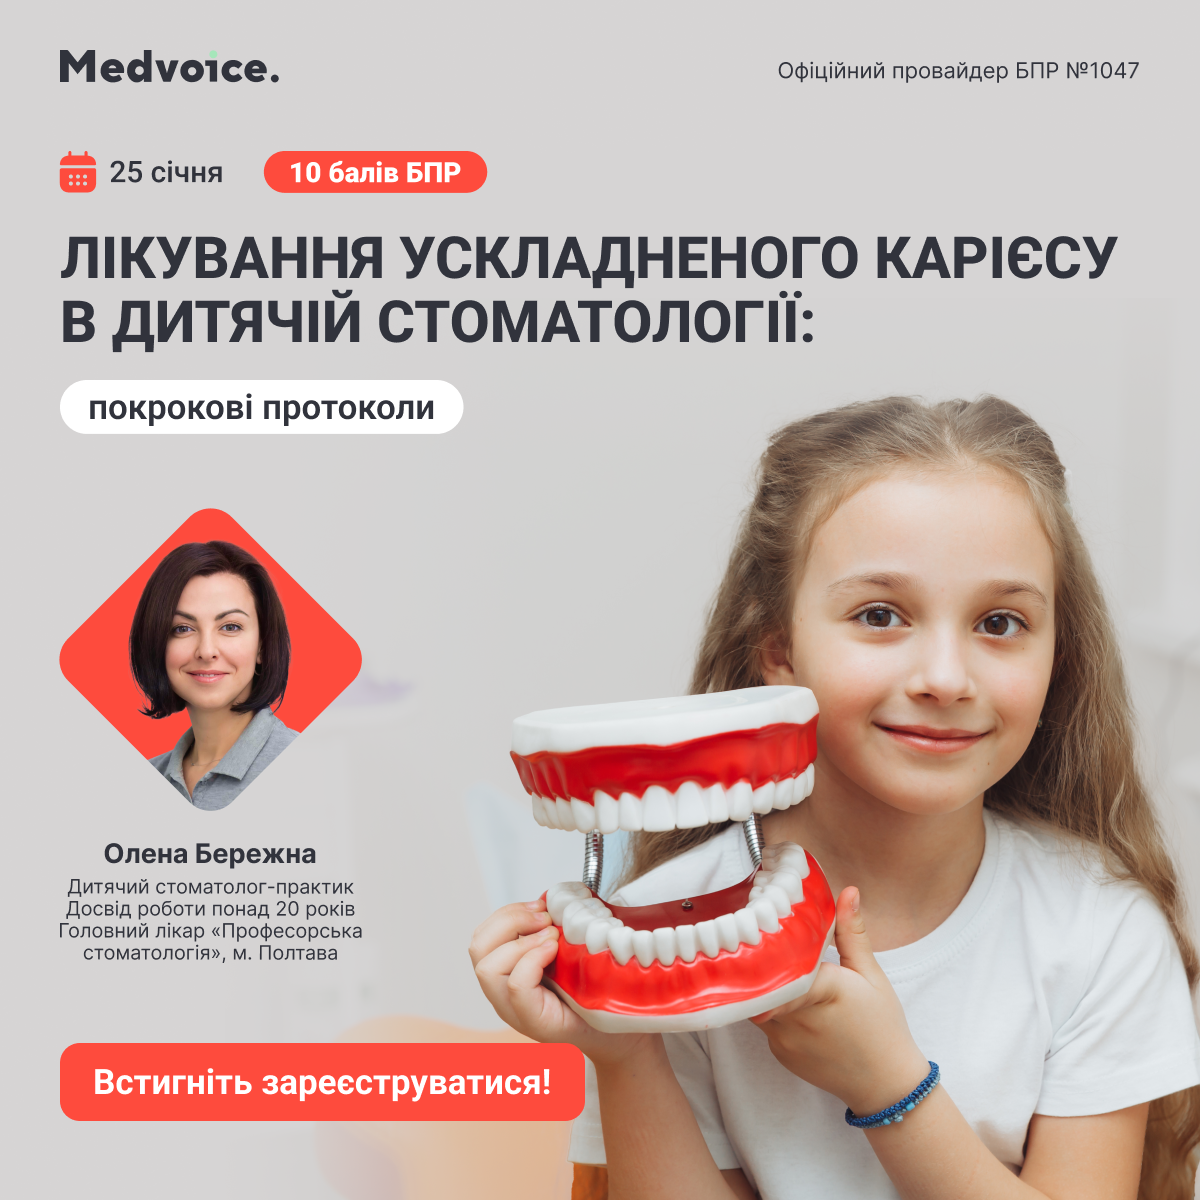 Medvoice.
Офіційний провайдер БПР №1047
25 січня
10 балів БПР
ЛІКУВАННЯ УСКЛАДНЕНОГО КАРІЄСУ
В ДИТЯЧІЙ СТОМАТОЛОГІЇ:
покрокові протоколи
Олена Бережна
Дитячий стоматолог-практик
Досвід роботи понад 20 років
Головний лікар «Професорська
стоматологія», м. Полтава
Встигніть зареєструватися!